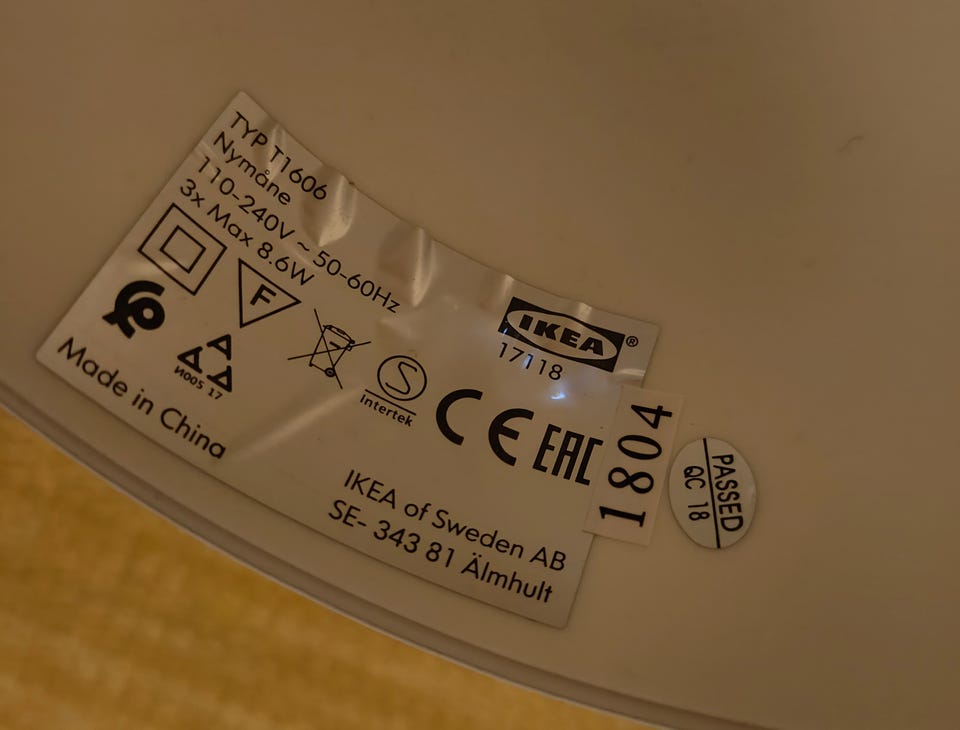 TYP T1606
Nymåne
110-240V ~ 50-60Hz
3x Max 8.6W
F
И005 17
S
Intertek
IKEA®
17118
CE EAC
Made in China
IKEA of Sweden AB
SE- 343 81 Älmhult
1804
PASSED
QC 18